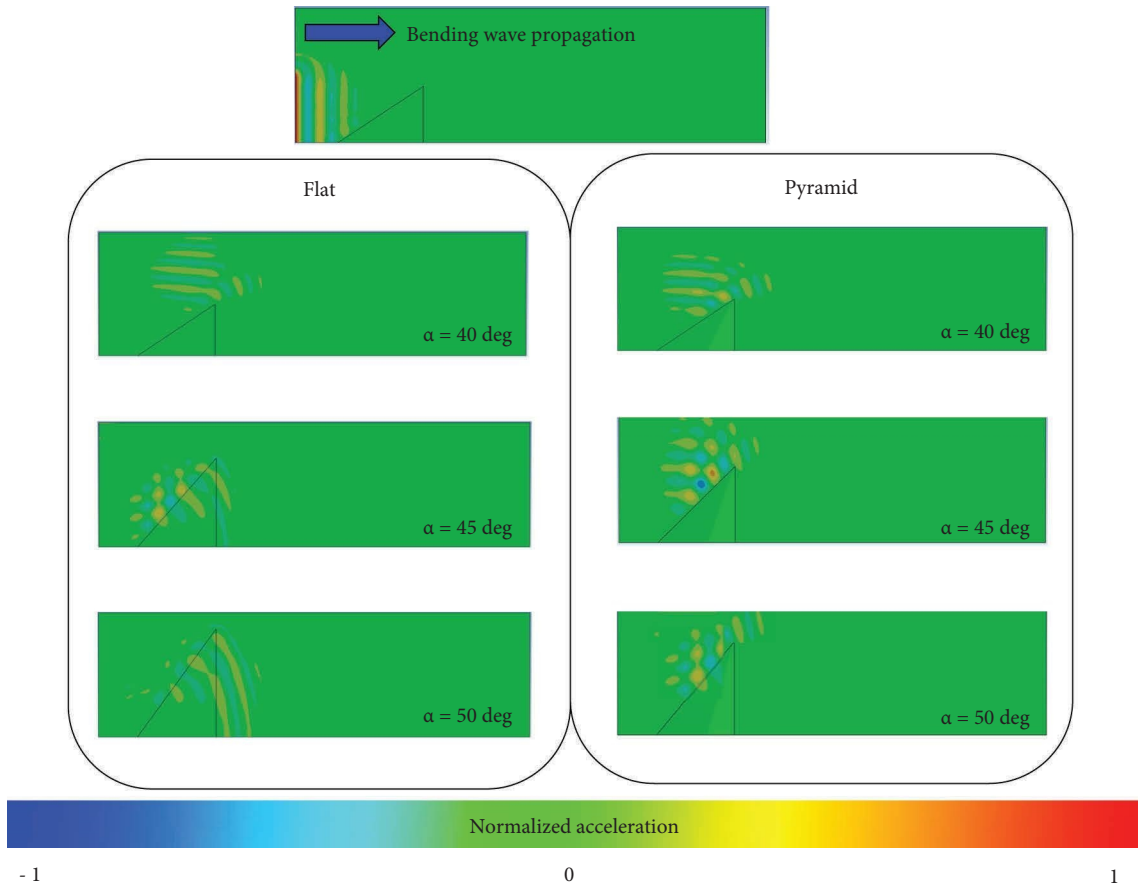 Bending wave propagation
Flat
α = 40 deg
α = 45 deg
α = 50 deg
Pyramid
α = 40 deg
α = 45 deg
α = 50 deg
Normalized acceleration
- 1
0
1